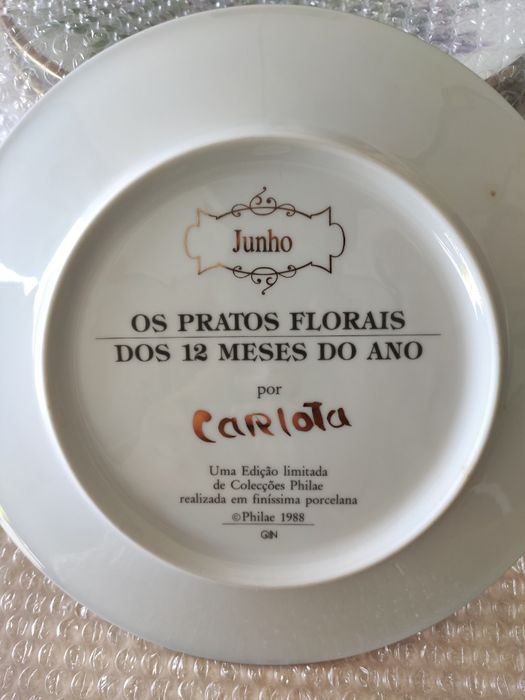 Junho
OS PRATOS FLORAIS
DOS 12 MESES DO ANO
por
CARlOTA
Uma Edição limitada
de Colecções Philae
realizada em finíssima porcelana
©Philae 1988